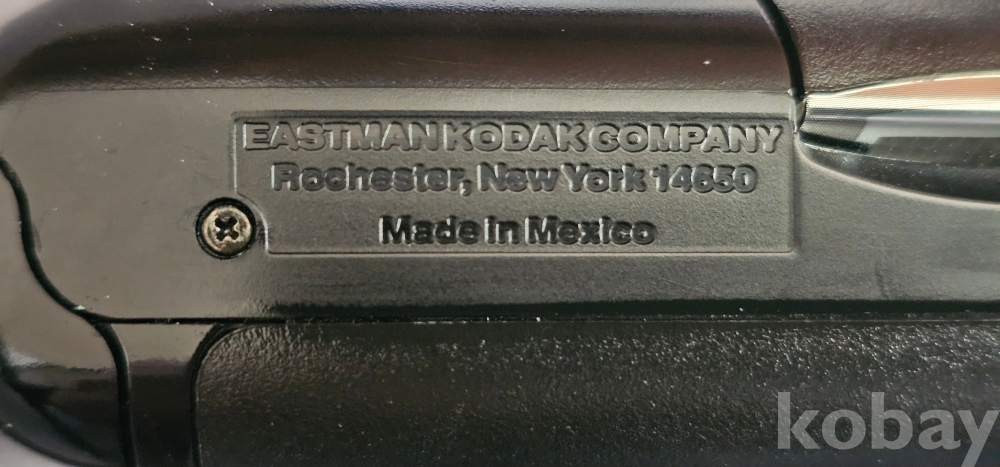 EASTMAN KODAK COMPANY
Rochester, New York 14650
Made in Mexico
kobay